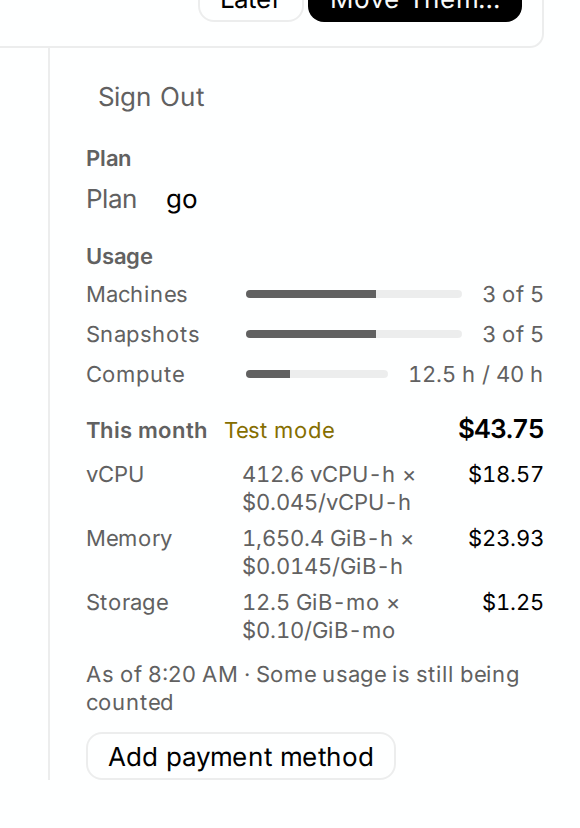 Later Move Them...
Sign Out
Plan
Plan go
Usage
Machines 3 of 5
Snapshots 3 of 5
Compute 12.5 h / 40 h
This month Test mode $43.75
vCPU 412.6 vCPU-h × $18.57
$0.045/vCPU-h
Memory 1,650.4 GiB-h × $23.93
$0.0145/GiB-h
Storage 12.5 GiB-mo × $1.25
$0.10/GiB-mo
As of 8:20 AM · Some usage is still being
counted
Add payment method